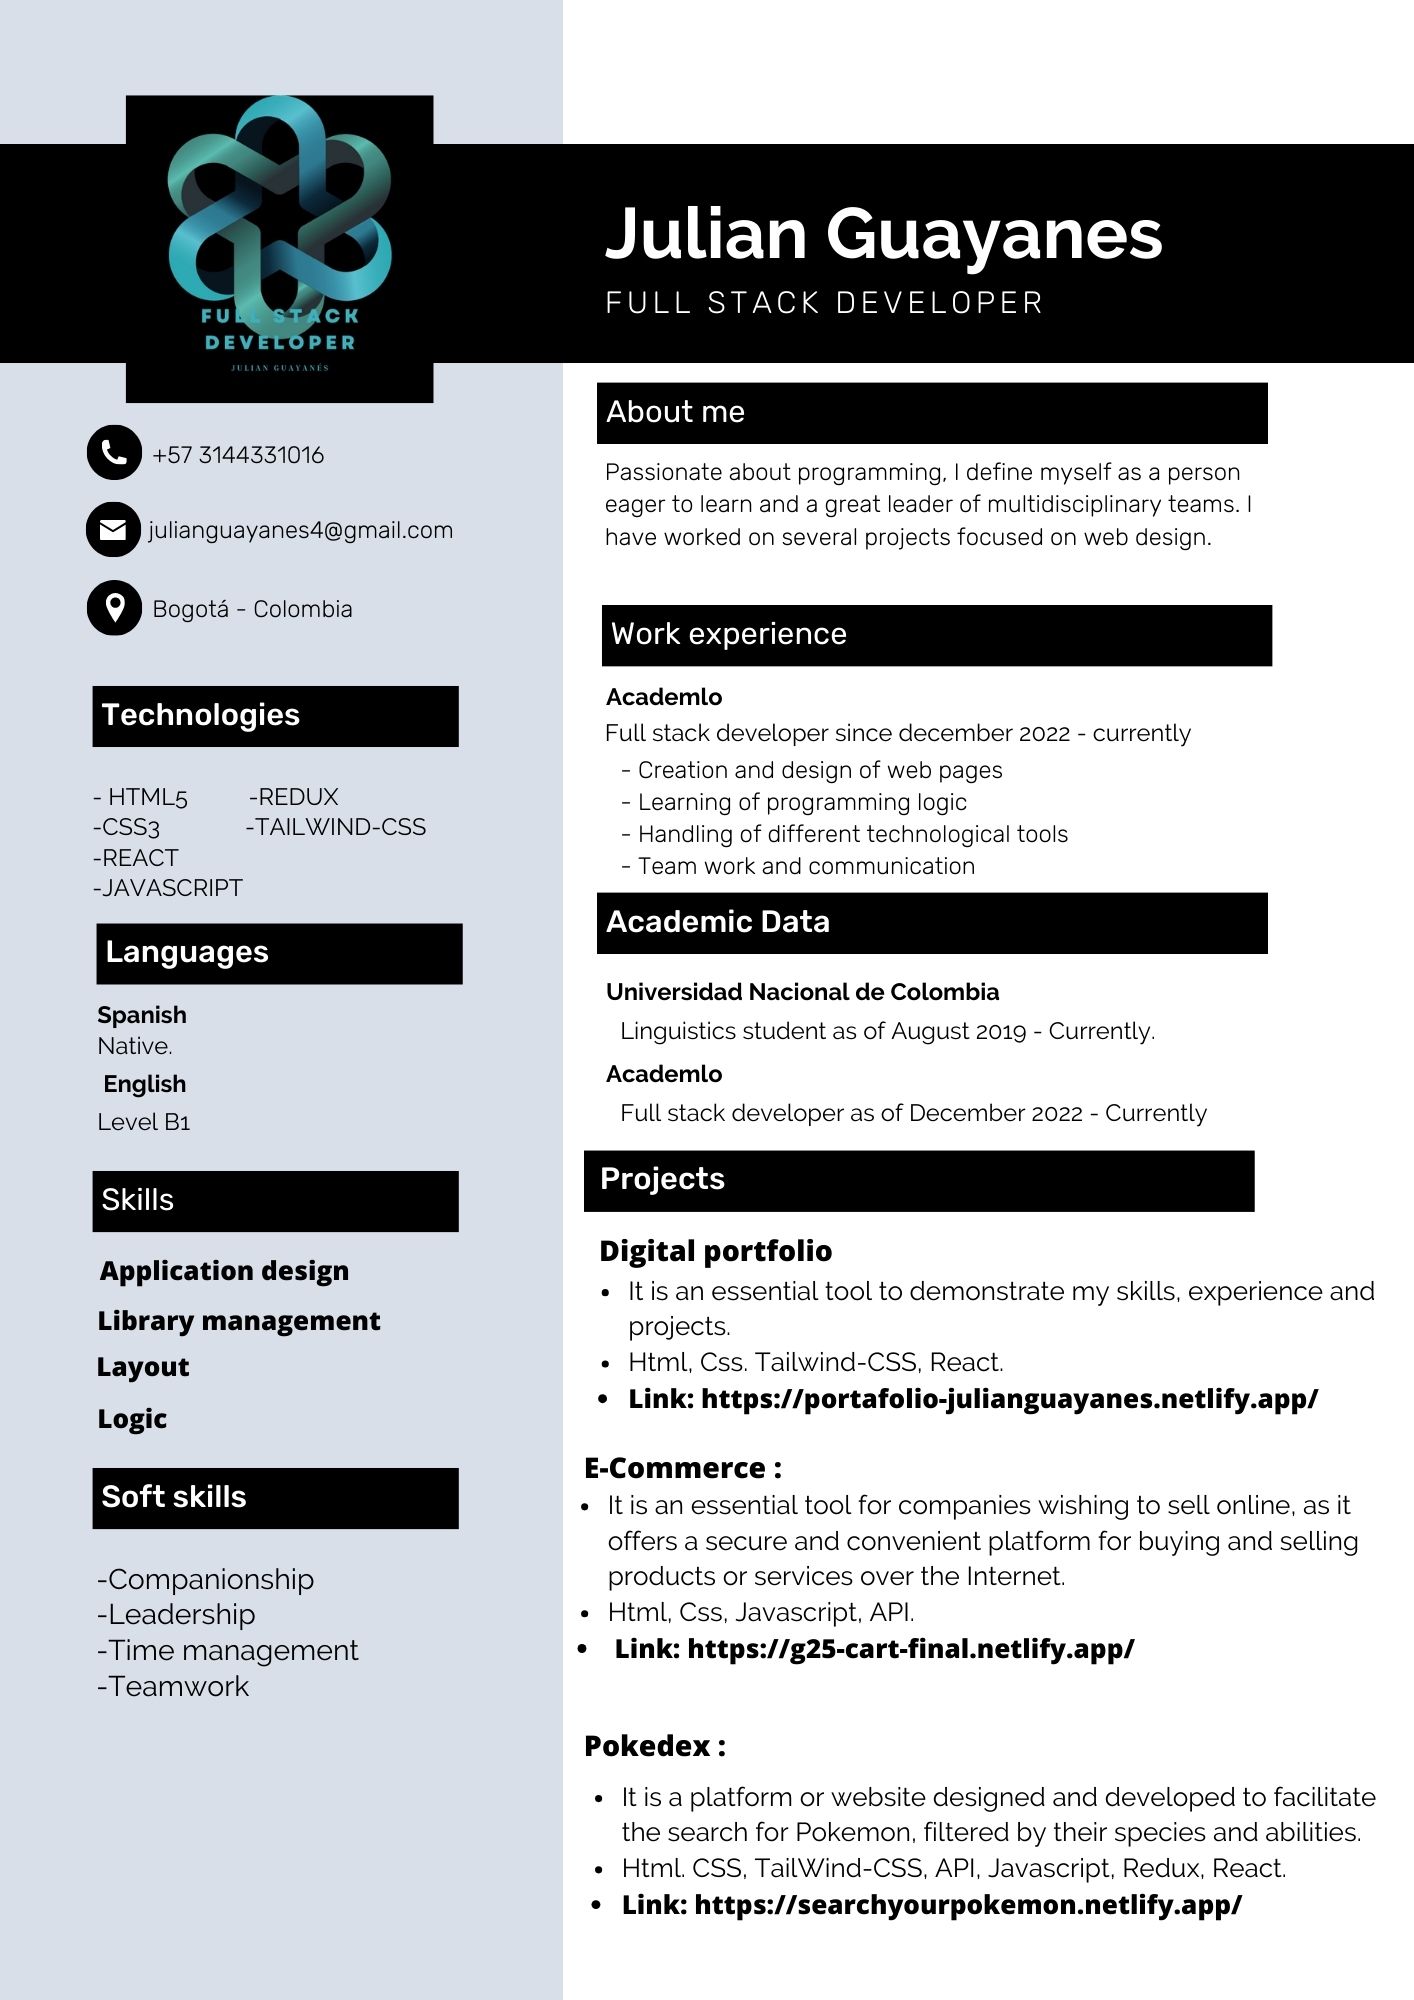 FULL STACK
DEVELOPER
JULIAN GUAYANÉS
Julian Guayanes
FULL STACK DEVELOPER
+57 3144331016
julianguayanes4@gmail.com
Bogotá - Colombia
Technologies
- HTML5 -REDUX
-CSS3 -TAILWIND-CSS
-REACT
-JAVASCRIPT
Languages
Spanish
Native.
English
Level B1
Skills
Application design
Library management
Layout
Logic
Soft skills
-Companionship
-Leadership
-Time management
-Teamwork
About me
Passionate about programming, I define myself as a person
eager to learn and a great leader of multidisciplinary teams. I
have worked on several projects focused on web design.
Work experience
Academlo
Full stack developer since december 2022 - currently
- Creation and design of web pages
- Learning of programming logic
- Handling of different technological tools
- Team work and communication
Academic Data
Universidad Nacional de Colombia
Linguistics student as of August 2019 - Currently.
Academlo
Full stack developer as of December 2022 - Currently
Projects
Digital portfolio
• It is an essential tool to demonstrate my skills, experience and
projects.
• Html, Css. Tailwind-CSS, React.
• Link: https://portafolio-julianguayanes.netlify.app/
E-Commerce :
• It is an essential tool for companies wishing to sell online, as it
offers a secure and convenient platform for buying and selling
products or services over the Internet.
• Html, Css, Javascript, API.
• Link: https://g25-cart-final.netlify.app/
Pokedex :
• It is a platform or website designed and developed to facilitate
the search for Pokemon, filtered by their species and abilities.
• Html. CSS, TailWind-CSS, API, Javascript, Redux, React.
• Link: https://searchyourpokemon.netlify.app/